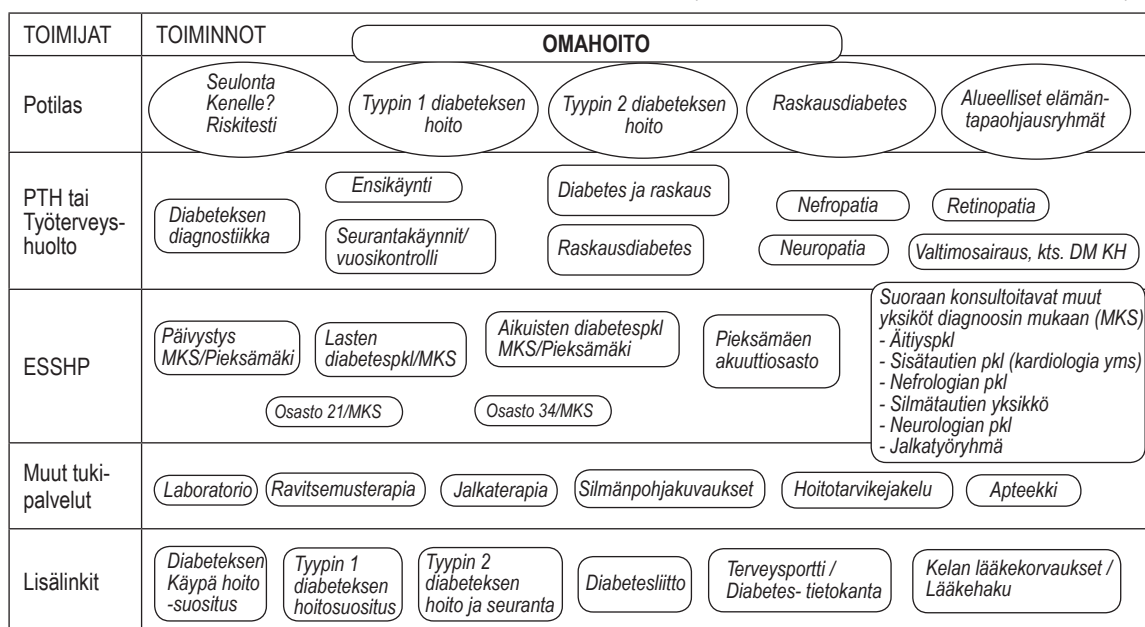 TOIMIJAT
TOIMINNOT
OMAHOITO
Potilas
Seulonta
Kenelle?
Riskitesti
Tyypin 1 diabeteksen
hoito
Tyypin 2 diabeteksen
hoito
Raskausdiabetes
Alueelliset elämän-
tapaohjausryhmät
PTH tai
Työterveys-
huolto
Diabeteksen
diagnostiikka
Ensikäynti
Seurantakäynnit/
vuosikontrolli
Diabetes ja raskaus
Raskausdiabetes
Nefropatia
Neuropatia
Retinopatia
Valtimosairaus, kts. DM KH
ESSHP
Päivystys
MKS/Pieksämäki
Lasten
diabetespkl/MKS
Aikuisten diabetespkl
MKS/Pieksämäki
Pieksämäen
akuuttiosasto
Osasto 21/MKS
Osasto 34/MKS
Suoraan konsultoitavat muut
yksiköt diagnoosin mukaan (MKS)
- Äitiyspkl
- Sisätautien pkl (kardiologia yms)
- Nefrologian pkl
- Silmätautien yksikkö
- Neurologian pkl
- Jalkatyöryhmä
Muut tuki-
palvelut
Laboratorio
Ravitsemusterapia
Jalkaterapia
Silmänpohjakuvaukset
Hoitotarvikejakelu
Apteekki
Lisälinkit
Diabeteksen
Käypä hoito
-suositus
Tyypin 1
diabeteksen
hoitosuositus
Tyypin 2
diabeteksen
hoito ja seuranta
Diabetesliitto
Terveysportti /
Diabetes- tietokanta
Kelan lääkekorvaukset /
Lääkehaku